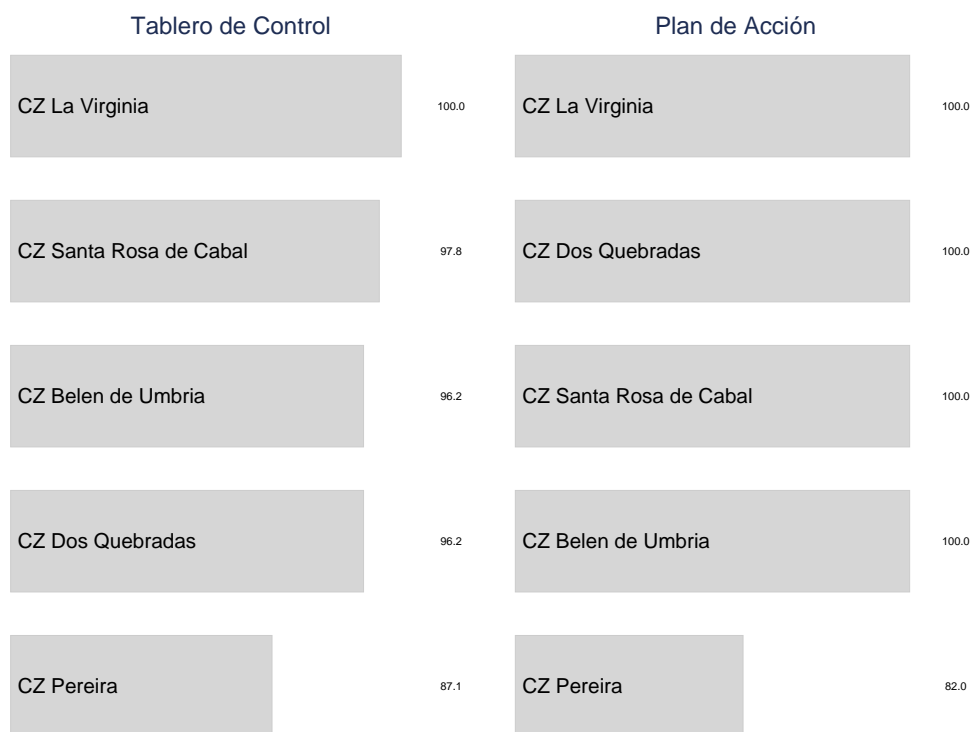 Tablero de Control
CZ La Virginia 100.0
CZ Santa Rosa de Cabal 97.8
CZ Belen de Umbria 96.2
CZ Dos Quebradas 96.2
CZ Pereira 87.1
Plan de Acción
CZ La Virginia 100.0
CZ Dos Quebradas 100.0
CZ Santa Rosa de Cabal 100.0
CZ Belen de Umbria 100.0
CZ Pereira 82.0